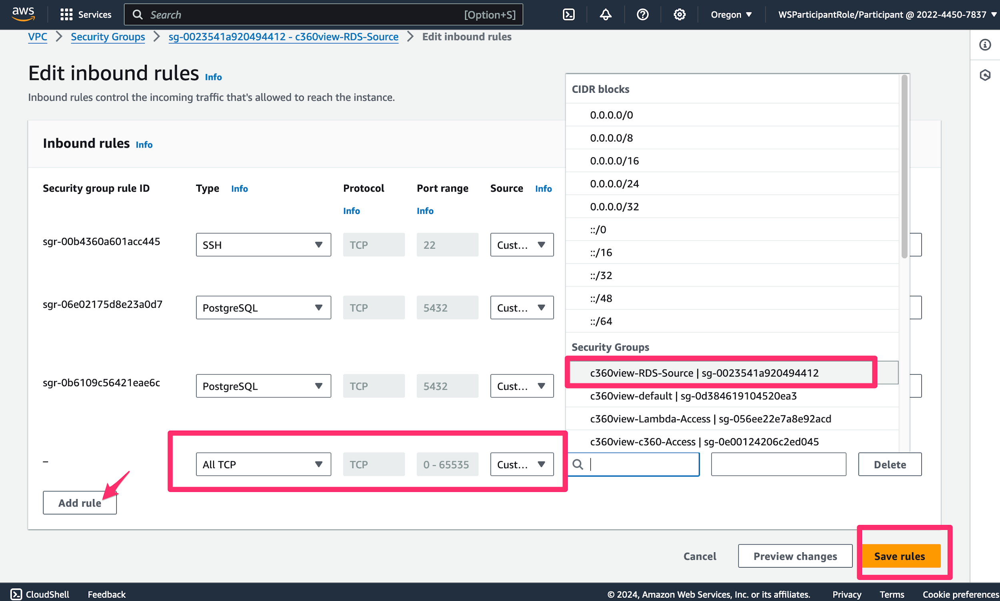 aws
Services
Search
[Option+S]
Oregon
WSParticipantRole/Participant @ 2022-4450-7837
VPC
Security Groups
sg-0023541a920494412 - c360view-RDS-Source
Edit inbound rules
Edit inbound rules Info
Inbound rules control the incoming traffic that's allowed to reach the instance.
Inbound rules Info
Security group rule ID
Type Info
Protocol
Info
Port range
Info
Source Info
sgr-00b4360a601acc445
SSH
TCP
22
Cust...
sgr-06e02175d8e23a0d7
PostgreSQL
TCP
5432
Cust...
sgr-0b6109c56421eae6c
PostgreSQL
TCP
5432
Cust...
–
All TCP
TCP
0 - 65535
Cust...
CIDR blocks
0.0.0.0/0
0.0.0.0/8
0.0.0.0/16
0.0.0.0/24
0.0.0.0/32
::/0
::/16
::/32
::/48
::/64
Security Groups
c360view-RDS-Source | sg-0023541a920494412
c360view-default | sg-0d384619104520ea3
c360view-Lambda-Access | sg-056ee22e7a8e92acd
c360view-c360-Access | sg-0e00124206c2ed045
Delete
Add rule
Cancel
Preview changes
Save rules
CloudShell
Feedback
© 2024, Amazon Web Services, Inc. or its affiliates.
Privacy
Terms
Cookie preferences